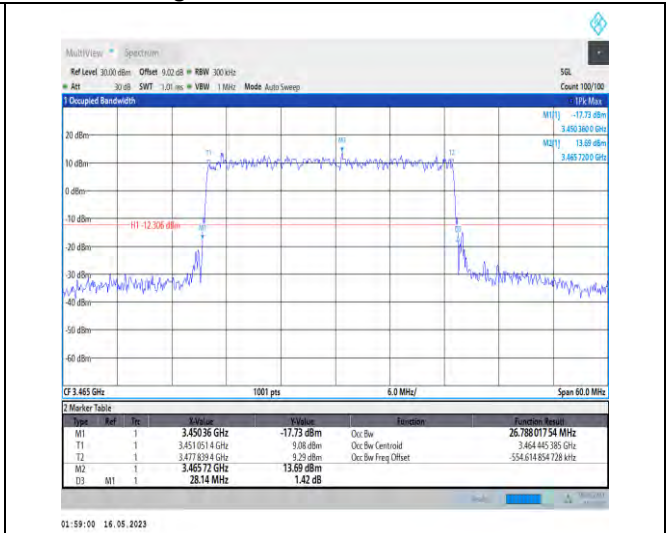 MultiView Spectrum
Ref Level 30.00 dBm Offset 9.02 dB RBW 300 kHz SGL
Att 30 dB SWT 1.01 ms VBW 1 MHz Mode Auto Sweep Count 100/100
1 Occupied Bandwidth 1Pk Max
M1[1] -17.73 dBm
3.450 3600 GHz
20 dBm
M2[1] 13.69 dBm
3.465 7200 GHz
T1 M2 T2
10 dBm
0 dBm
-10 dBm
H1 -12.306 dBm
-20 dBm
-30 dBm
-40 dBm
-50 dBm
-60 dBm
CF 3.465 GHz 1001 pts 6.0 MHz/ Span 60.0 MHz
2 Marker Table
Type Ref Trc X-Value Y-Value Function Function Result
M1 1 3.450 36 GHz -17.73 dBm Occ Bw 26.788 017 54 MHz
T1 1 3.451 051 4 GHz 9.08 dBm Occ Bw Centroid 3.464 445 385 GHz
T2 1 3.477 839 4 GHz 9.29 dBm Occ Bw Freq Offset -554.614 854 728 kHz
M2 1 3.465 72 GHz 13.69 dBm
D3 M1 1 28.14 MHz 1.42 dB
01:59:00 16.05.2023